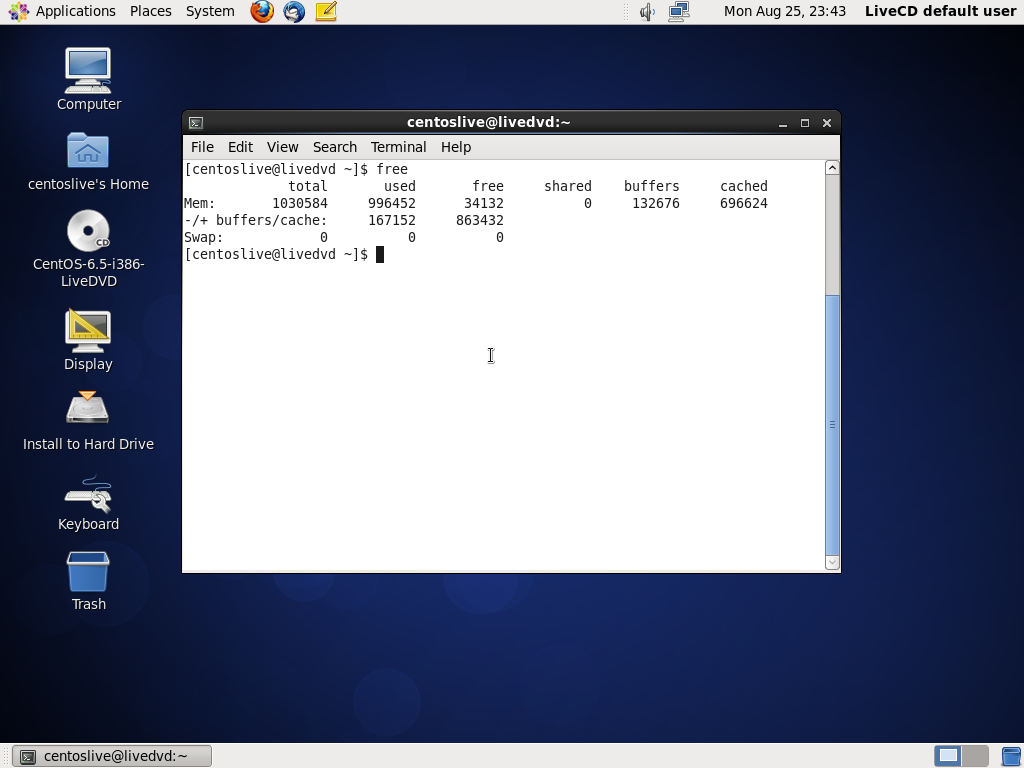 Applications Places System Mon Aug 25, 23:43 LiveCD default user
Computer
centoslive's Home
CD
CentOS-6.5-i386-
LiveDVD
Display
Install to Hard Drive
Keyboard
Trash
centoslive@livedvd:~
File Edit View Search Terminal Help
[centoslive@livedvd ~]$ free
total used free shared buffers cached
Mem: 1030584 996452 34132 0 132676 696624
-/+ buffers/cache: 167152 863432
Swap: 0 0 0
[centoslive@livedvd ~]$
centoslive@livedvd:~